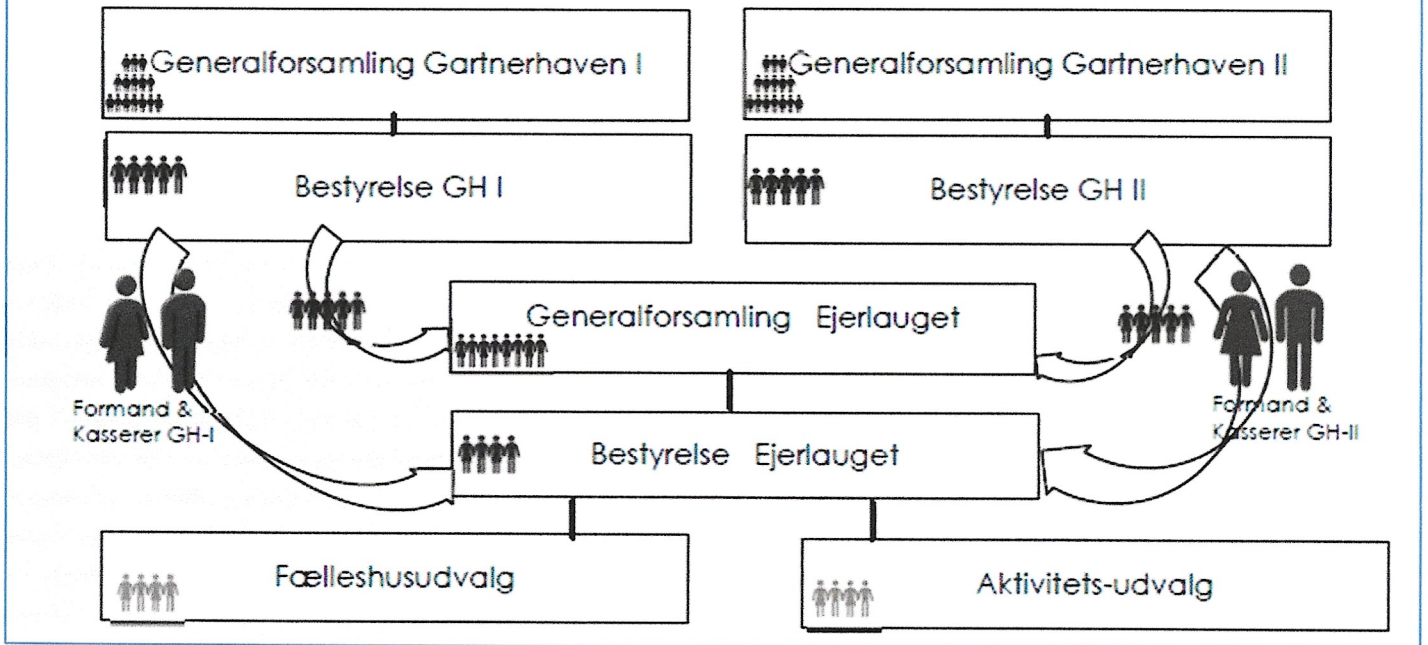 Generalforsamling Gartnerhaven I
Generalforsamling Gartnerhaven II
Bestyrelse GH I
Bestyrelse GH II
Generalforsamling Ejerlauget
Formand &
Kasserer GH-I
Formand &
Kasserer GH-II
Bestyrelse Ejerlauget
Fælleshusudvalg
Aktivitets-udvalg